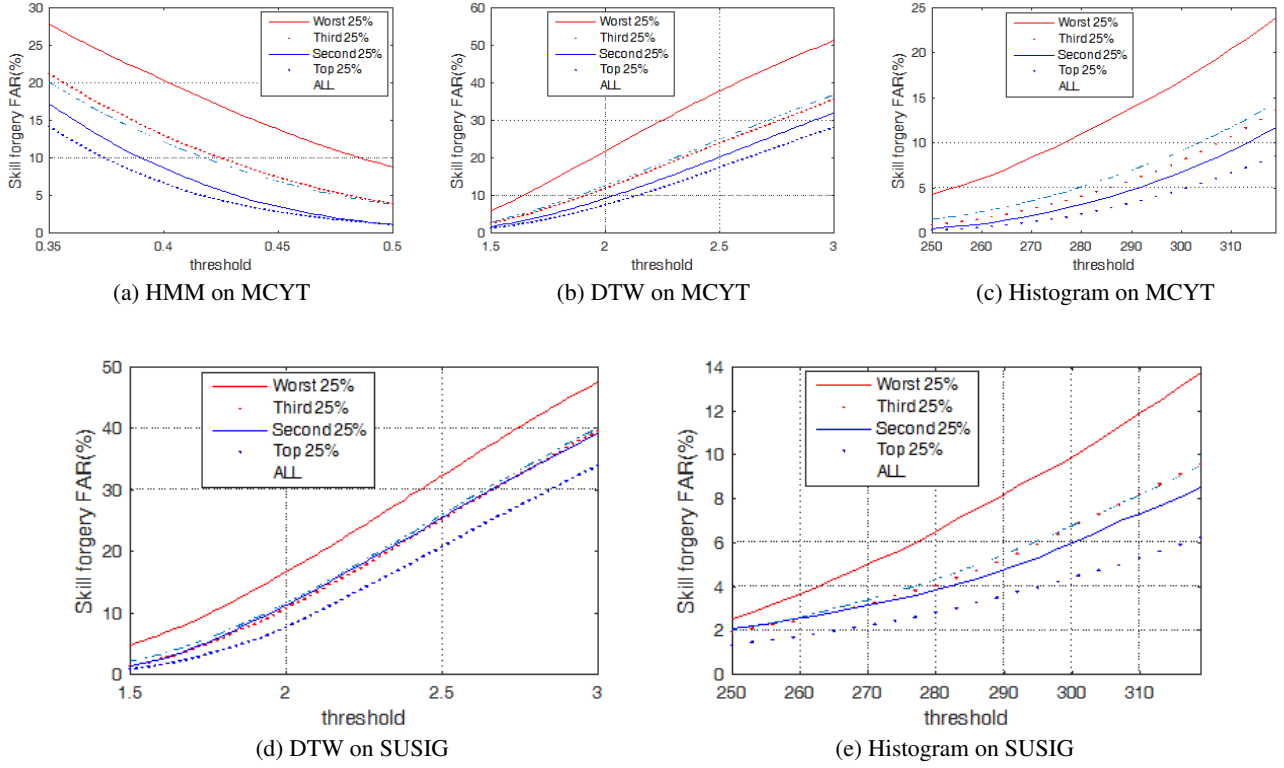 Skill forgery FAR(%)
30
25
20
15
10
5
0
0.35
0.4
0.45
0.5
threshold
Worst 25%
Third 25%
Second 25%
Top 25%
ALL
(a) HMM on MCYT
Skill forgery FAR(%)
60
50
40
30
20
10
0
1.5
2
2.5
3
threshold
Worst 25%
Third 25%
Second 25%
Top 25%
ALL
(b) DTW on MCYT
Skill forgery FAR(%)
25
20
15
10
5
0
250
260
270
280
290
300
310
threshold
Worst 25%
Third 25%
Second 25%
Top 25%
ALL
(c) Histogram on MCYT
Skill forgery FAR(%)
50
40
30
20
10
0
1.5
2
2.5
3
threshold
Worst 25%
Third 25%
Second 25%
Top 25%
ALL
(d) DTW on SUSIG
Skill forgery FAR(%)
14
12
10
8
6
4
2
0
250
260
270
280
290
300
310
threshold
Worst 25%
Third 25%
Second 25%
Top 25%
ALL
(e) Histogram on SUSIG